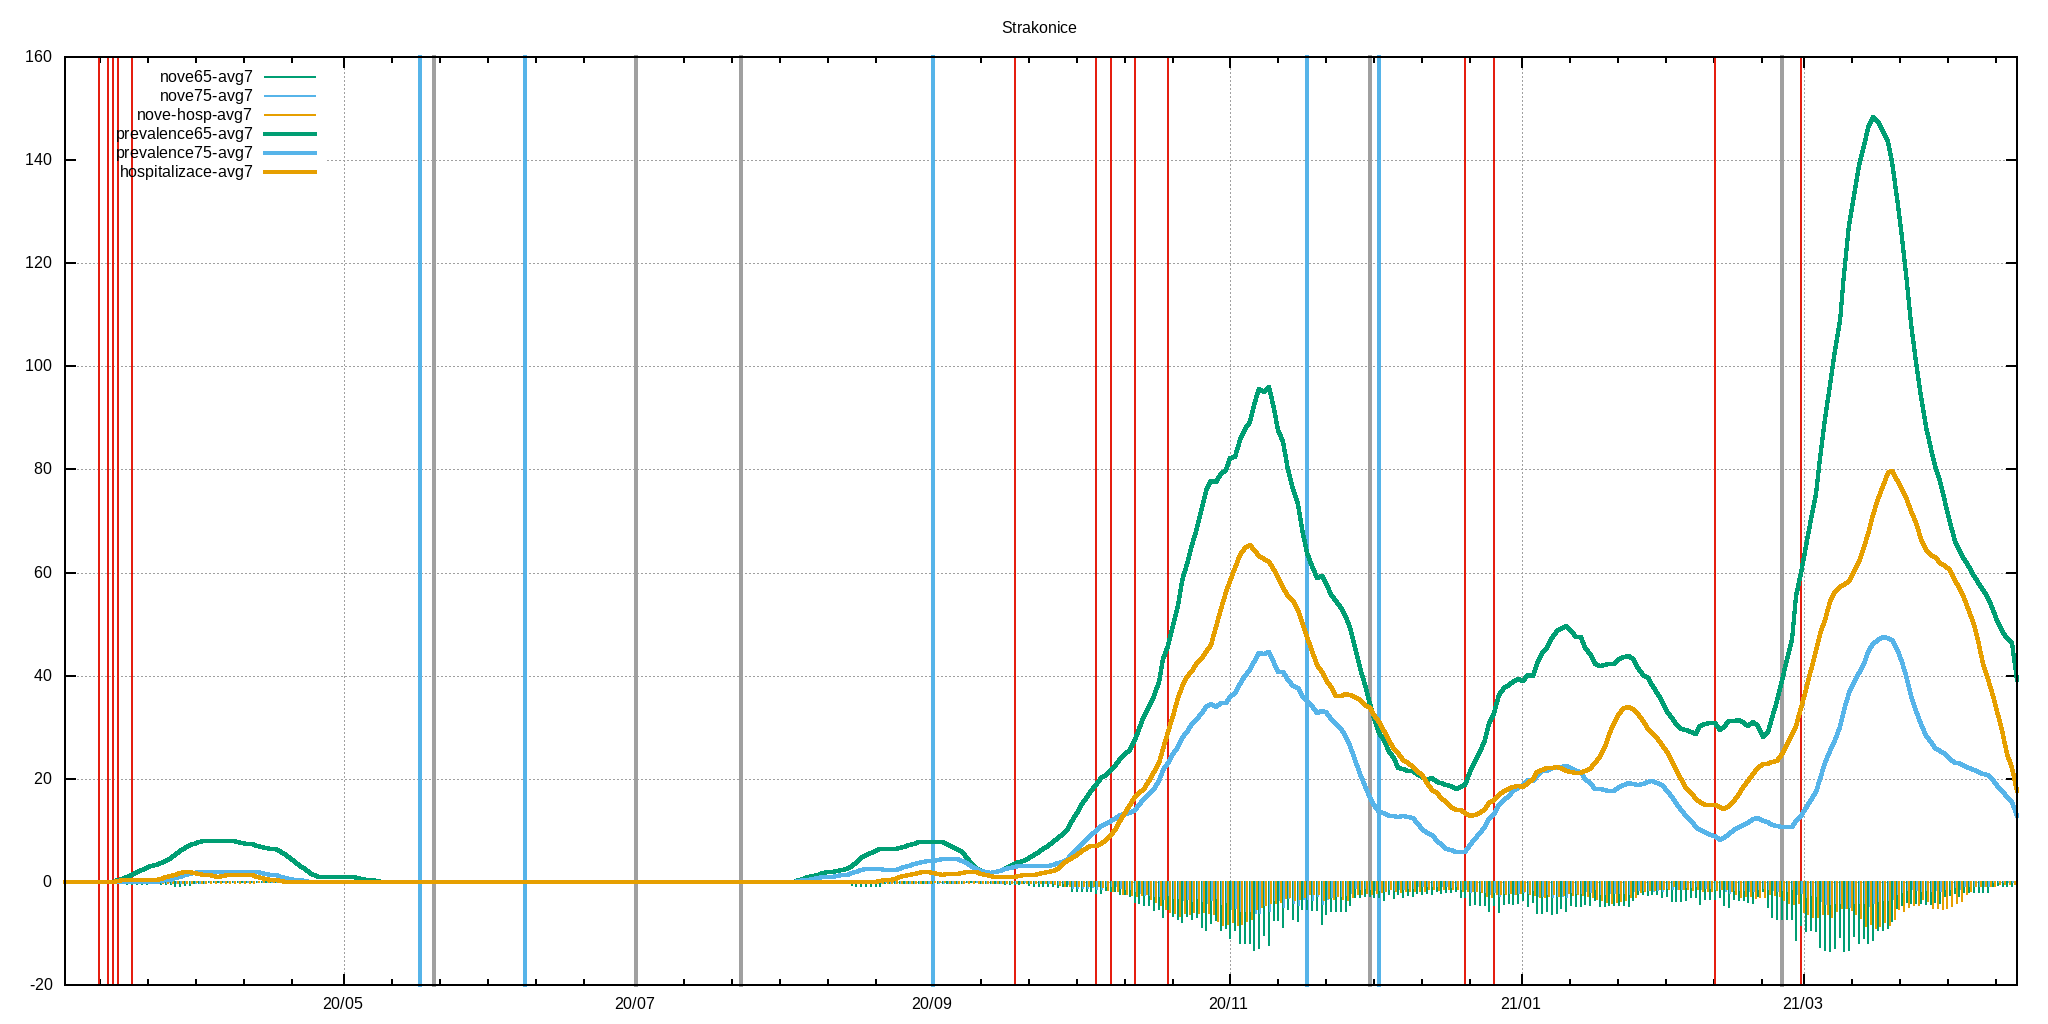 Strakonice
160
140
120
100
80
60
40
20
0
-20
nove65-avg7
nove75-avg7
nove-hosp-avg7
prevalence65-avg7
prevalence75-avg7
hospitalizace-avg7
20/05
20/07
20/09
20/11
21/01
21/03